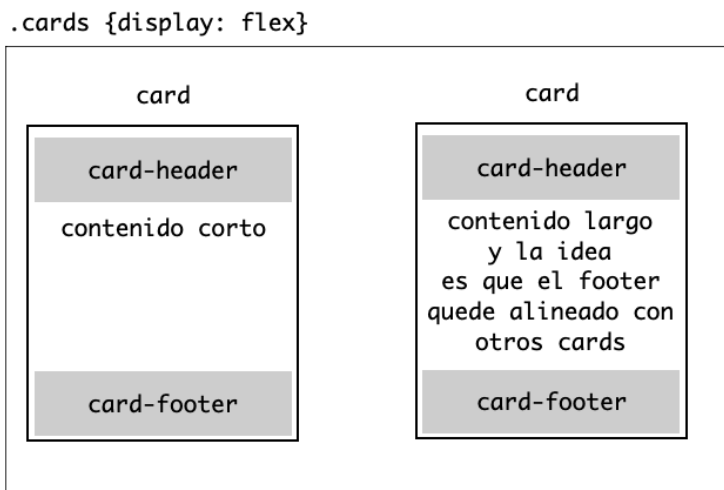 .cards {display: flex}
card
card-header
contenido corto
card-footer
card
card-header
contenido largo
y la idea
es que el footer
quede alineado con
otros cards
card-footer